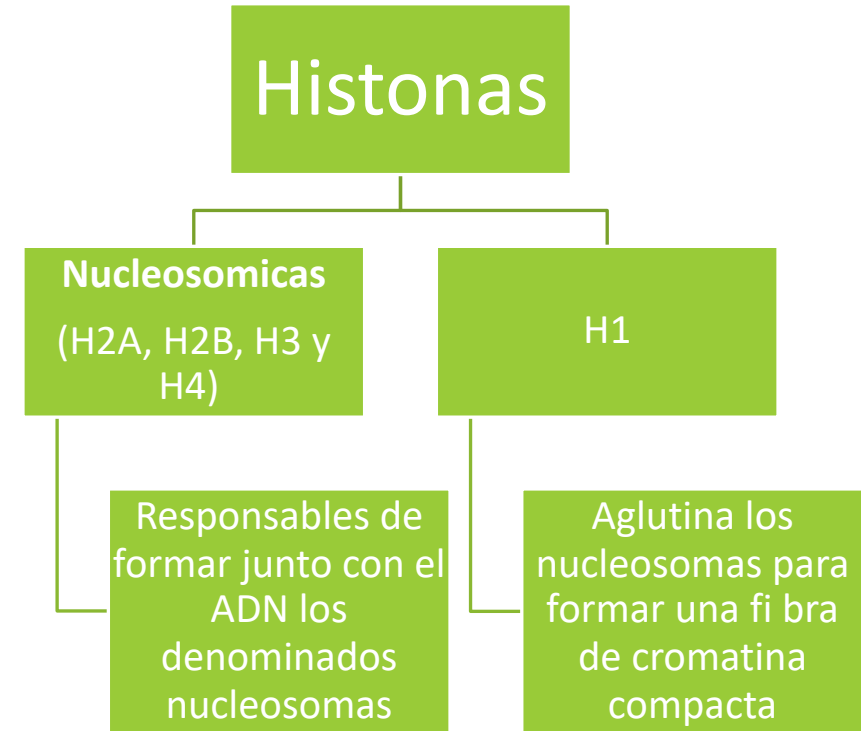 Histonas
Nucleosomicas
(H2A, H2B, H3 y
H4)
Responsables de
formar junto con el
ADN los
denominados
nucleosomas
H1
Aglutina los
nucleosomas para
formar una fi bra
de cromatina
compacta